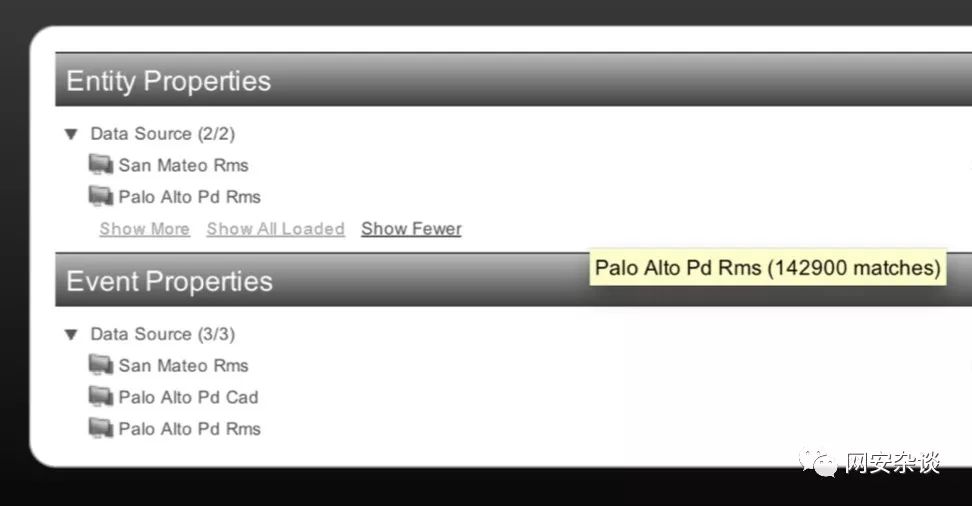 Entity Properties
Data Source (2/2)
San Mateo Rms
Palo Alto Pd Rms
Show More Show All Loaded Show Fewer
Palo Alto Pd Rms (142900 matches)
Event Properties
Data Source (3/3)
San Mateo Rms
Palo Alto Pd Cad
Palo Alto Pd Rms
网安杂谈